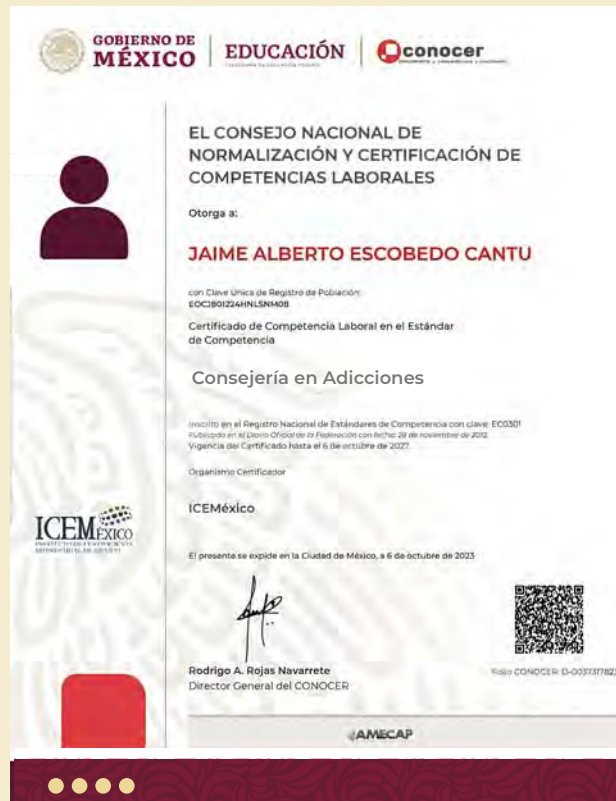 GOBIERNO DE MÉXICO
EDUCACIÓN
conocer
EL CONSEJO NACIONAL DE
NORMALIZACIÓN Y CERTIFICACIÓN DE
COMPETENCIAS LABORALES
Otorga a:
JAIME ALBERTO ESCOBEDO CANTU
con Clave Única de Registro de Población:
EOCJ801224HNLSNM08
Certificado de Competencia Laboral en el Estándar
de Competencia
Consejería en Adicciones
inscrito en el Registro Nacional de Estándares de Competencia con clave: EC0301
Publicado en el Diario Oficial de la Federación con fecha: 28 de noviembre de 2012.
Vigencia del Certificado hasta el 6 de octubre de 2027.
Organismo Certificador
ICEMéxico
ICEMÉXICO
El presente se expide en la Ciudad de México, a 6 de octubre de 2023
Rodrigo A. Rojas Navarrete
Director General del CONOCER
Folio CONOCER: 
AMECAP